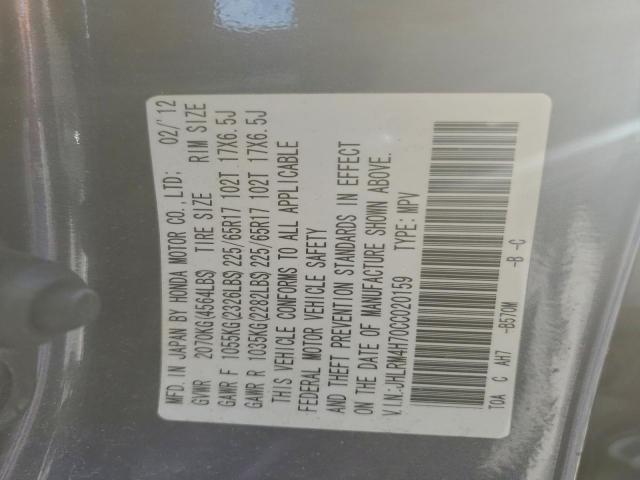 MFD. IN JAPAN BY HONDA MOTOR CO., LTD; 02/'12
GVWR 2070KG(4564LBS) TIRE SIZE RIM SIZE
GAWR F 1055KG(2326LBS) 225/65R17 102T 17X6.5J
GAWR R 1035KG(2282LBS) 225/65R17 102T 17X6.5J
THIS VEHICLE CONFORMS TO ALL APPLICABLE
FEDERAL MOTOR VEHICLE SAFETY
AND THEFT PREVENTION STANDARDS IN EFFECT
ON THE DATE OF MANUFACTURE SHOWN ABOVE.
V.I.N:JHLRM4H70CC020159 TYPE: MPV
TOA C AH7 -B570M -B -C